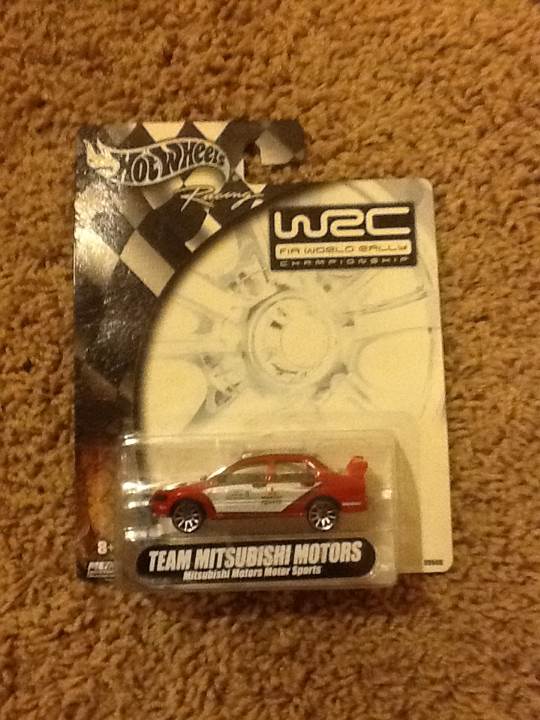 Hot Wheels
Racing
WRC
FIA WORLD RALLY
CHAMPIONSHIP
8+
TEAM MITSUBISHI MOTORS
Mitsubishi Motors Motor Sports